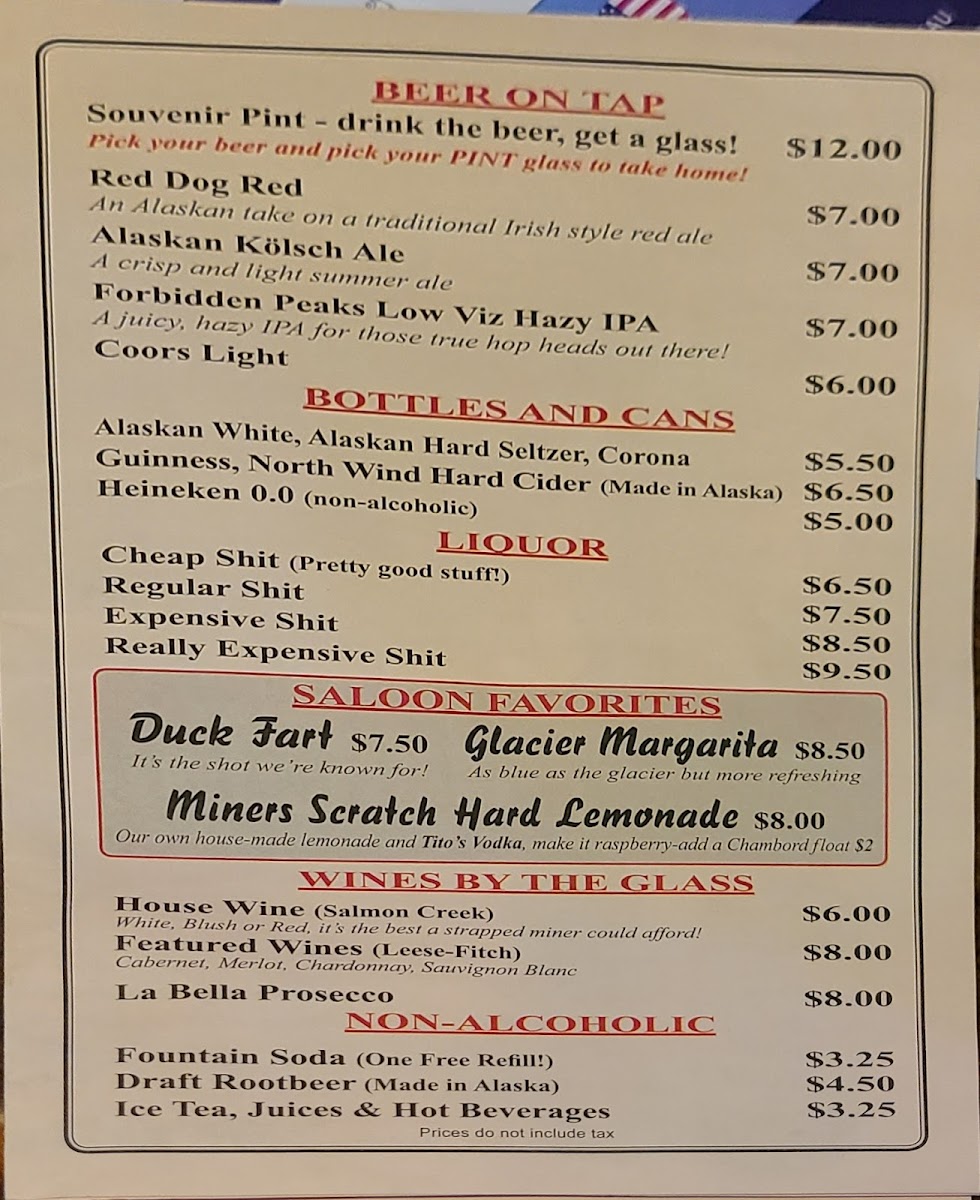 BEER ON TAP
Souvenir Pint - drink the beer, get a glass! $12.00
Pick your beer and pick your PINT glass to take home!
Red Dog Red $7.00
An Alaskan take on a traditional Irish style red ale
Alaskan Kölsch Ale $7.00
A crisp and light summer ale
Forbidden Peaks Low Viz Hazy IPA $7.00
A juicy, hazy IPA for those true hop heads out there!
Coors Light $6.00
BOTTLES AND CANS
Alaskan White, Alaskan Hard Seltzer, Corona $5.50
Guinness, North Wind Hard Cider (Made in Alaska) $6.50
Heineken 0.0 (non-alcoholic) $5.00
LIQUOR
Cheap Shit (Pretty good stuff!) $6.50
Regular Shit $7.50
Expensive Shit $8.50
Really Expensive Shit $9.50
SALOON FAVORITES
Duck Fart $7.50 Glacier Margarita $8.50
It's the shot we're known for! As blue as the glacier but more refreshing
Miners Scratch Hard Lemonade $8.00
Our own house-made lemonade and Tito's Vodka, make it raspberry-add a Chambord float $2
WINES BY THE GLASS
House Wine (Salmon Creek) $6.00
White, Blush or Red, it's the best a strapped miner could afford!
Featured Wines (Leese-Fitch) $8.00
Cabernet, Merlot, Chardonnay, Sauvignon Blanc
La Bella Prosecco $8.00
NON-ALCOHOLIC
Fountain Soda (One Free Refill!) $3.25
Draft Rootbeer (Made in Alaska) $4.50
Ice Tea, Juices & Hot Beverages $3.25
Prices do not include tax